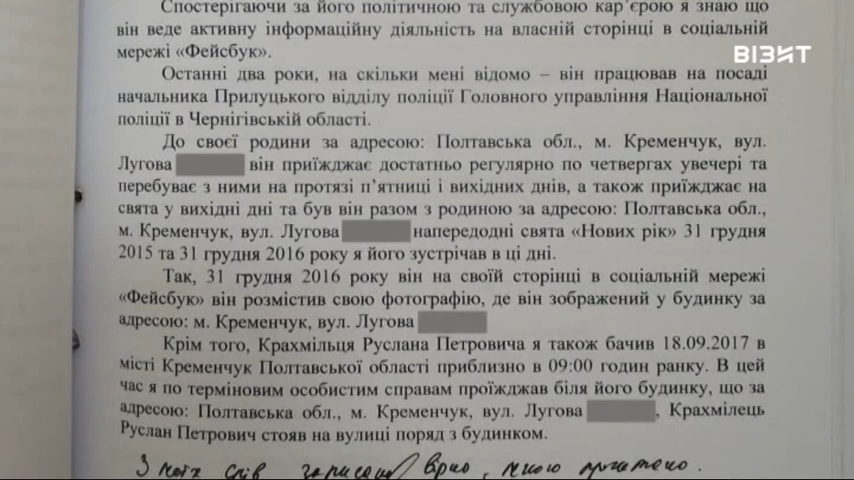 Спостерігаючи за його політичною та службовою кар'єрою я знаю що
він веде активну інформаційну діяльність на власній сторінці в соціальній
мережі «Фейсбук».
ВІЗИТ
Останні два роки, на скільки мені відомо – він працював на посаді
начальника Прилуцького відділу поліції Головного управління Національної
поліції в Чернігівській області.
До своєї родини за адресою: Полтавська обл., м. Кременчук, вул.
Лугова він приїжджає достатньо регулярно по четвергах увечері та
перебуває з ними на протязі п'ятниці і вихідних днів, а також приїжджає на
свята у вихідні дні та був він разом з родиною за адресою: Полтавська обл.,
м. Кременчук, вул. Лугова напередодні свята «Нових рік» 31 грудня
2015 та 31 грудня 2016 року я його зустрічав в ці дні.
Так, 31 грудня 2016 року він на своїй сторінці в соціальній мережі
«Фейсбук» він розмістив свою фотографію, де він зображений у будинку за
адресою: м. Кременчук, вул. Лугова
Крім того, Крахмільця Руслана Петровича я також бачив 18.09.2017 в
місті Кременчук Полтавської області приблизно в 09:00 годин ранку. В цей
час я по терміновим особистим справам проїжджав біля його будинку, що за
адресою: Полтавська обл., м. Кременчук, вул. Лугова , Крахмілець
Руслан Петрович стояв на вулиці поряд з будинком.
З моїх слів записано вірно, мною прочитано.